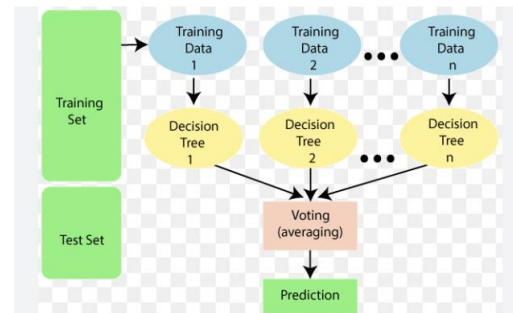 Training
Set
Training
Data
1
Training
Data
2
Training
Data
n
Decision
Tree
1
Decision
Tree
2
Decision
Tree
n
Test Set
Voting
(averaging)
Prediction